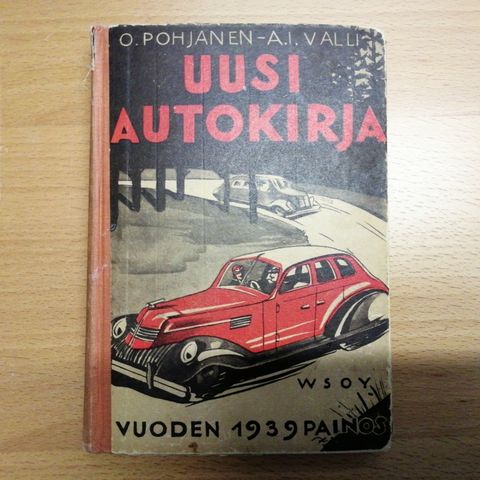 O. POHJANEN-A.I. VALLI
UUSI
AUTOKIRJA
WSOY
VUODEN 1939 PAINOS